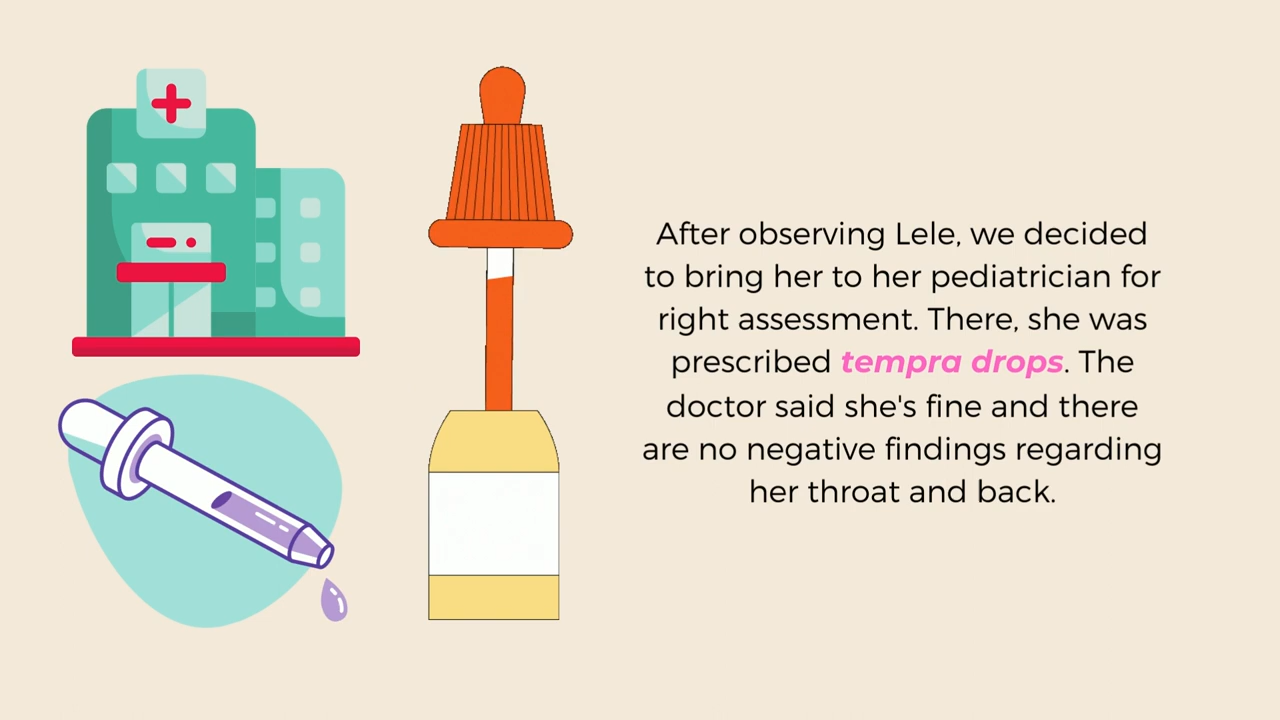 After observing Lele, we decided
to bring her to her pediatrician for
right assessment. There, she was
prescribed tempra drops. The
doctor said she's fine and there
are no negative findings regarding
her throat and back.